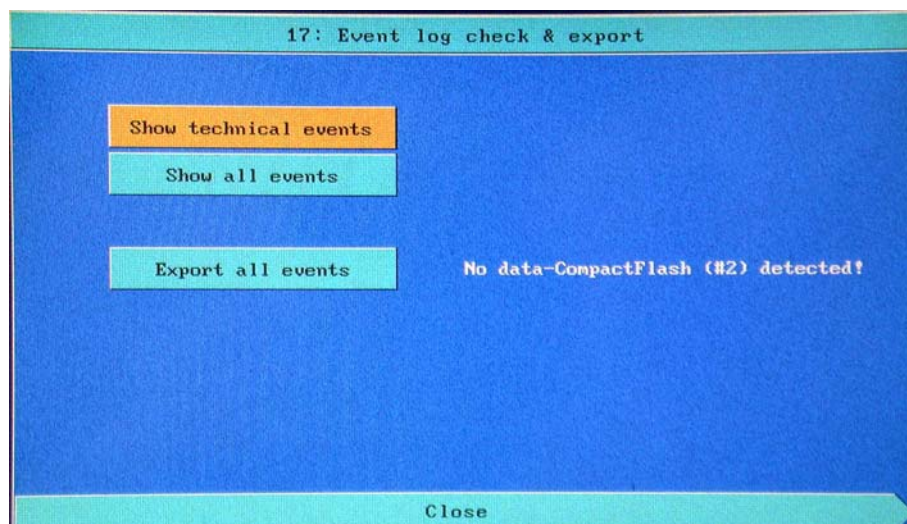 17: Event log check & export
Show technical events
Show all events
Export all events
No data-CompactFlash (#2) detected!
Close